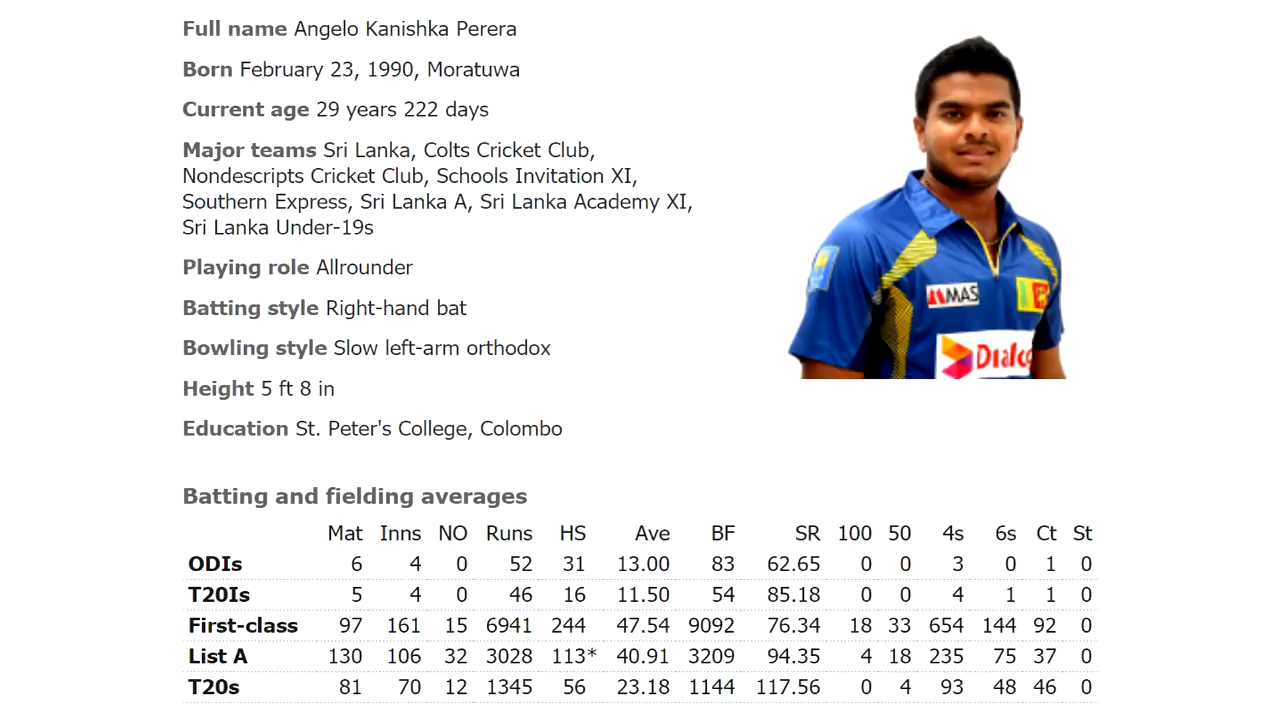 Full name Angelo Kanishka Perera
Born February 23, 1990, Moratuwa
Current age 29 years 222 days
Major teams Sri Lanka, Colts Cricket Club,
Nondescripts Cricket Club, Schools Invitation XI,
Southern Express, Sri Lanka A, Sri Lanka Academy XI,
Sri Lanka Under-19s
Playing role Allrounder
Batting style Right-hand bat
Bowling style Slow left-arm orthodox
Height 5 ft 8 in
Education St. Peter's College, Colombo
MAS
Dialo
Batting and fielding averages
Mat Inns NO Runs HS Ave BF SR 100 50 4s 6s Ct St
ODIs 6 4 0 52 31 13.00 83 62.65 0 0 3 0 1 0
T20Is 5 4 0 46 16 11.50 54 85.18 0 0 4 1 1 0
First-class 97 161 15 6941 244 47.54 9092 76.34 18 33 654 144 92 0
List A 130 106 32 3028 113* 40.91 3209 94.35 4 18 235 75 37 0
T20s 81 70 12 1345 56 23.18 1144 117.56 0 4 93 48 46 0